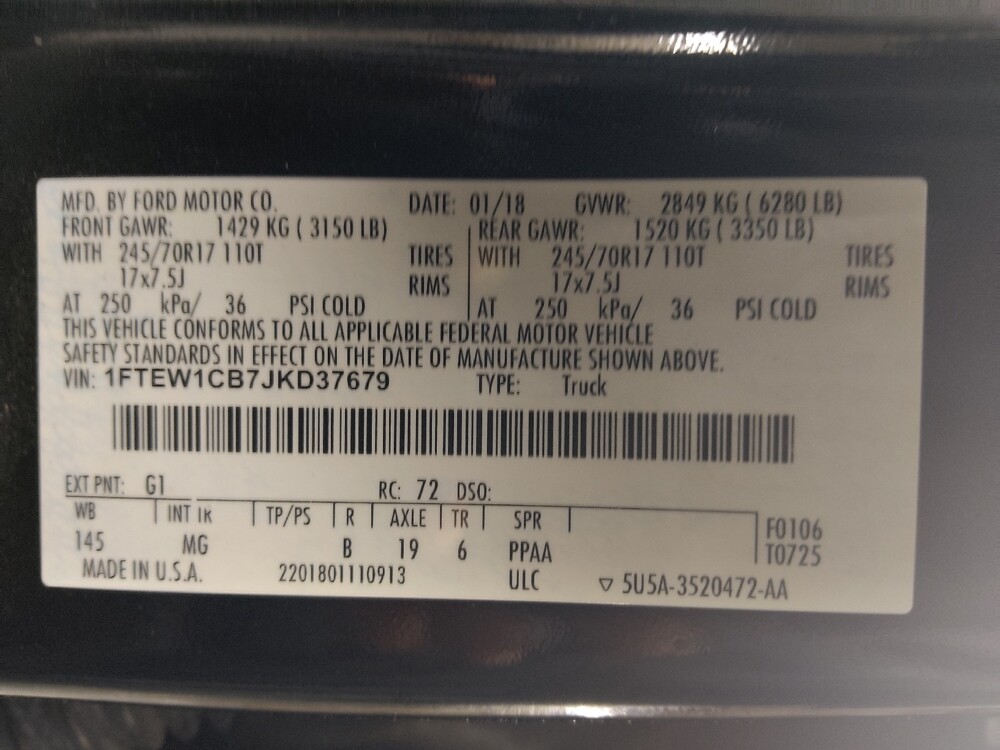 MFD. BY FORD MOTOR CO. DATE: 01/18 GVWR: 2849 KG ( 6280 LB)
FRONT GAWR: 1429 KG ( 3150 LB) REAR GAWR: 1520 KG ( 3350 LB)
WITH 245/70R17 110T TIRES WITH 245/70R17 110T TIRES
17x7.5J RIMS 17x7.5J RIMS
AT 250 kPa/ 36 PSI COLD AT 250 kPa/ 36 PSI COLD
THIS VEHICLE CONFORMS TO ALL APPLICABLE FEDERAL MOTOR VEHICLE
SAFETY STANDARDS IN EFFECT ON THE DATE OF MANUFACTURE SHOWN ABOVE.
VIN: 1FTEW1CB7JKD37679 TYPE: Truck
EXT PNT: G1 RC: 72 DSO:
WB INT TR TP/PS R AXLE TR SPR F0106
145 MG B 19 6 PPAA T0725
MADE IN U.S.A. 2201801110913 ULC ▽ 5U5A-3520472-AA